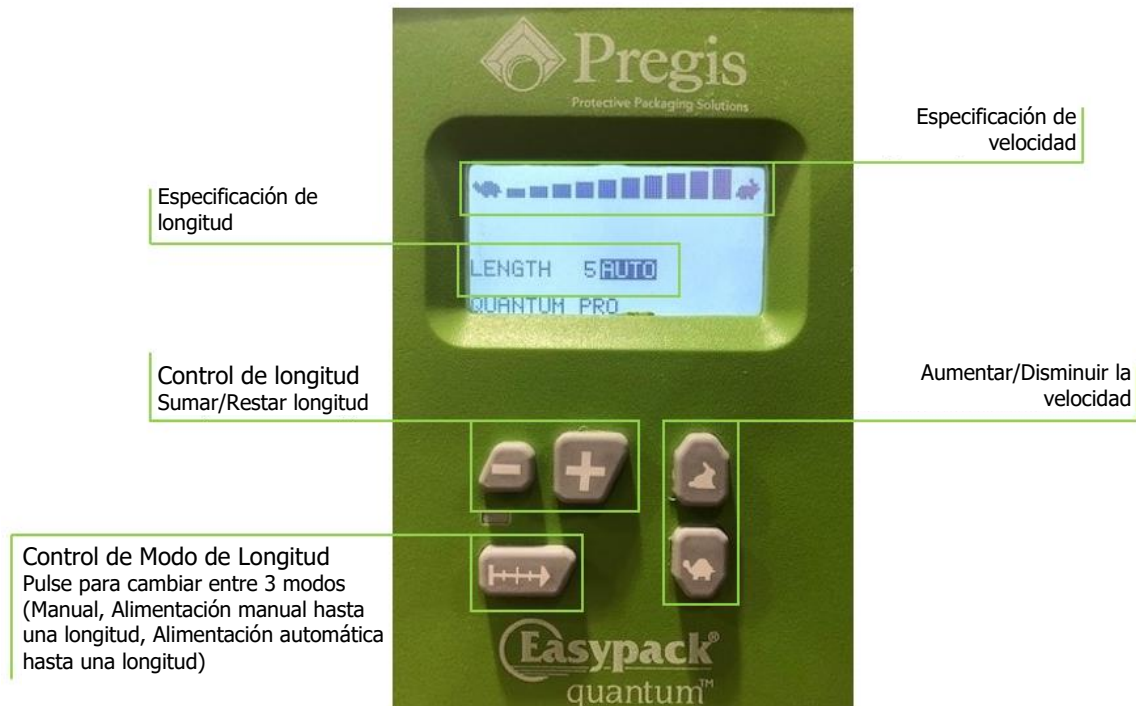 Pregis
Protective Packaging Solutions
Especificación de
velocidad
Especificación de
longitud
LENGTH 5 AUTO
QUANTUM PRO
Control de longitud
Sumar/Restar longitud
Aumentar/Disminuir la
velocidad
Control de Modo de Longitud
Pulse para cambiar entre 3 modos
(Manual, Alimentación manual hasta
una longitud, Alimentación automática
hasta una longitud)
Easypack®
quantum™